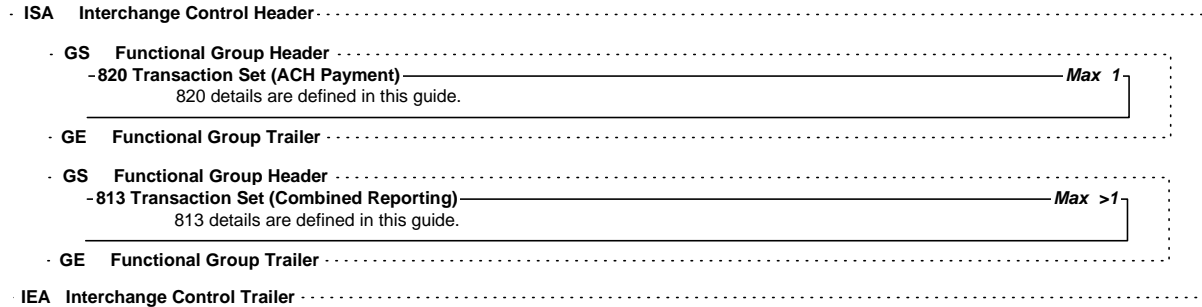 ISA Interchange Control Header
GS Functional Group Header
820 Transaction Set (ACH Payment) Max 1
820 details are defined in this guide.
GE Functional Group Trailer
GS Functional Group Header
813 Transaction Set (Combined Reporting) Max >1
813 details are defined in this guide.
GE Functional Group Trailer
IEA Interchange Control Trailer